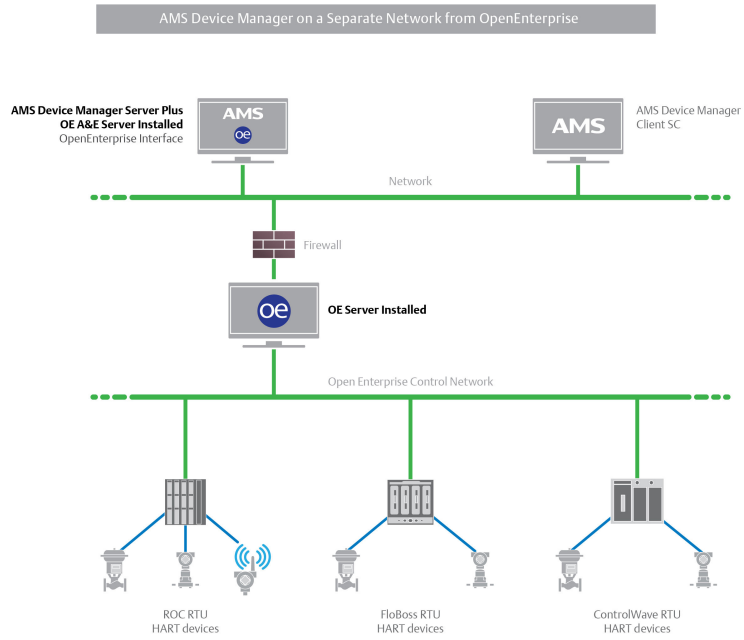 AMS Device Manager on a Separate Network from OpenEnterprise
AMS Device Manager Server Plus
OE A&E Server Installed
OpenEnterprise Interface
AMS
oe
AMS
AMS Device Manager
Client SC
Network
Firewall
oe
OE Server Installed
Open Enterprise Control Network
ROC RTU
HART devices
FloBoss RTU
HART devices
ControlWave RTU
HART devices